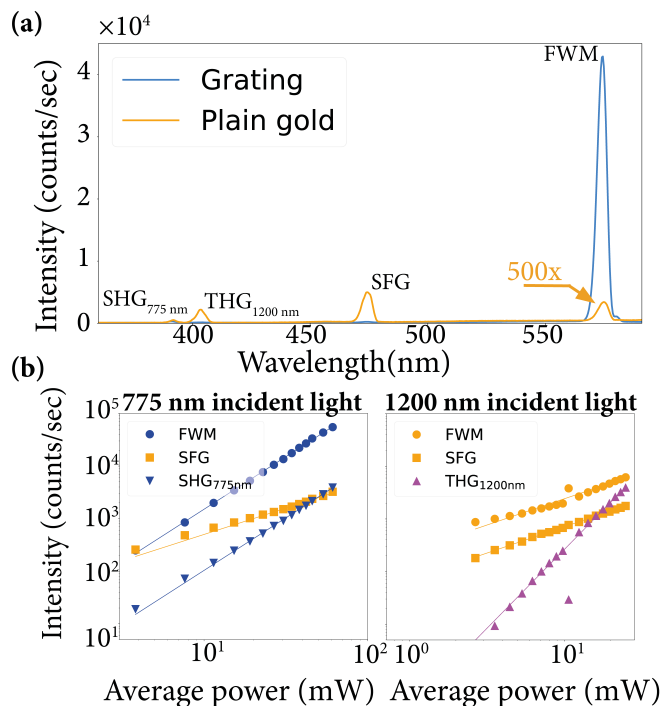 (a)
×10⁴
Intensity (counts/sec)
4
3
2
1
0
Grating
Plain gold
FWM
500x
SFG
SHG775 nm
THG1200 nm
400
450
500
550
Wavelength(nm)
(b)
775 nm incident light
1200 nm incident light
Intensity (counts/sec)
10⁵
10⁴
10³
10²
10¹
FWM
SFG
SHG775nm
FWM
SFG
THG1200nm
10¹
10²
10⁰
10¹
10²
Average power (mW)
Average power (mW)